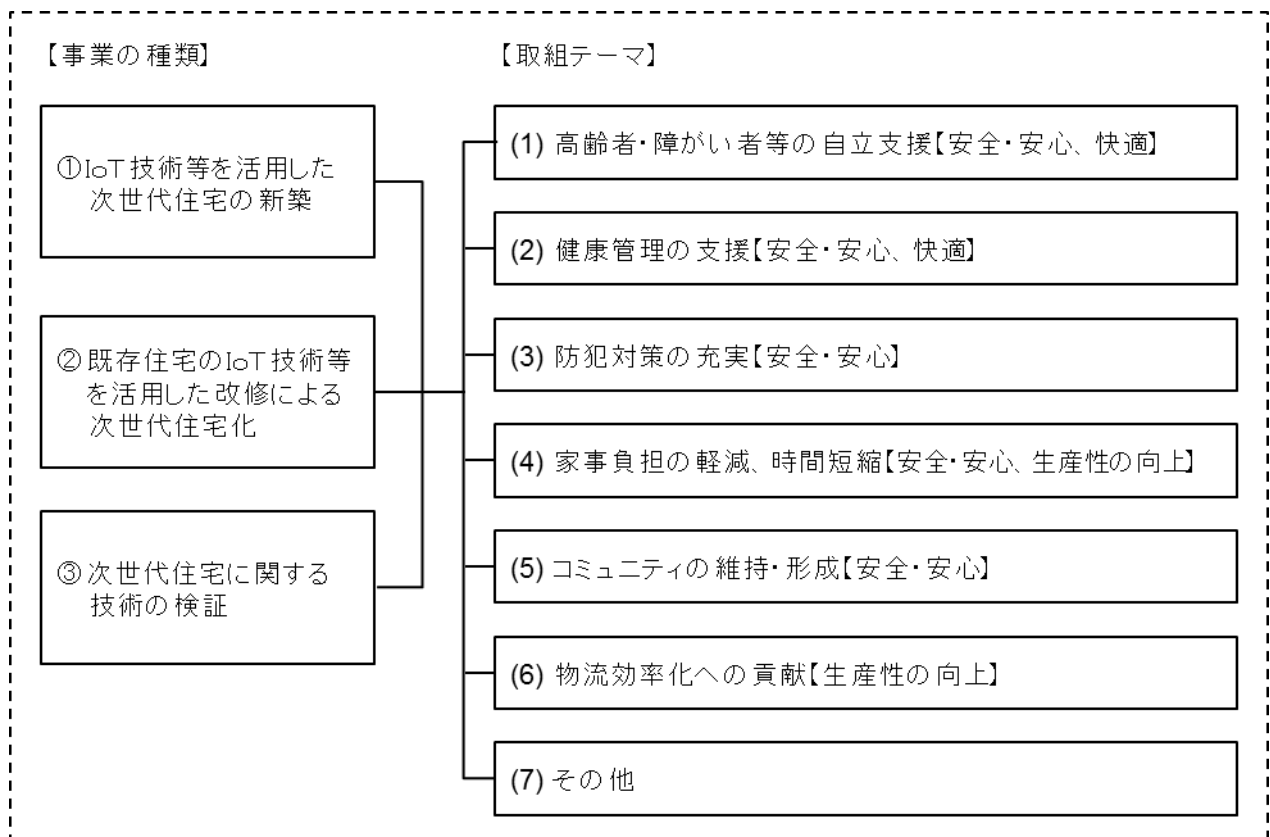 【事業の種類】
①IoT技術等を活用した
次世代住宅の新築
②既存住宅のIoT技術等
を活用した改修による
次世代住宅化
③次世代住宅に関する
技術の検証
【取組テーマ】
(1) 高齢者・障がい者等の自立支援【安全・安心、快適】
(2) 健康管理の支援【安全・安心、快適】
(3) 防犯対策の充実【安全・安心】
(4) 家事負担の軽減、時間短縮【安全・安心、生産性の向上】
(5) コミュニティの維持・形成【安全・安心】
(6) 物流効率化への貢献【生産性の向上】
(7) その他